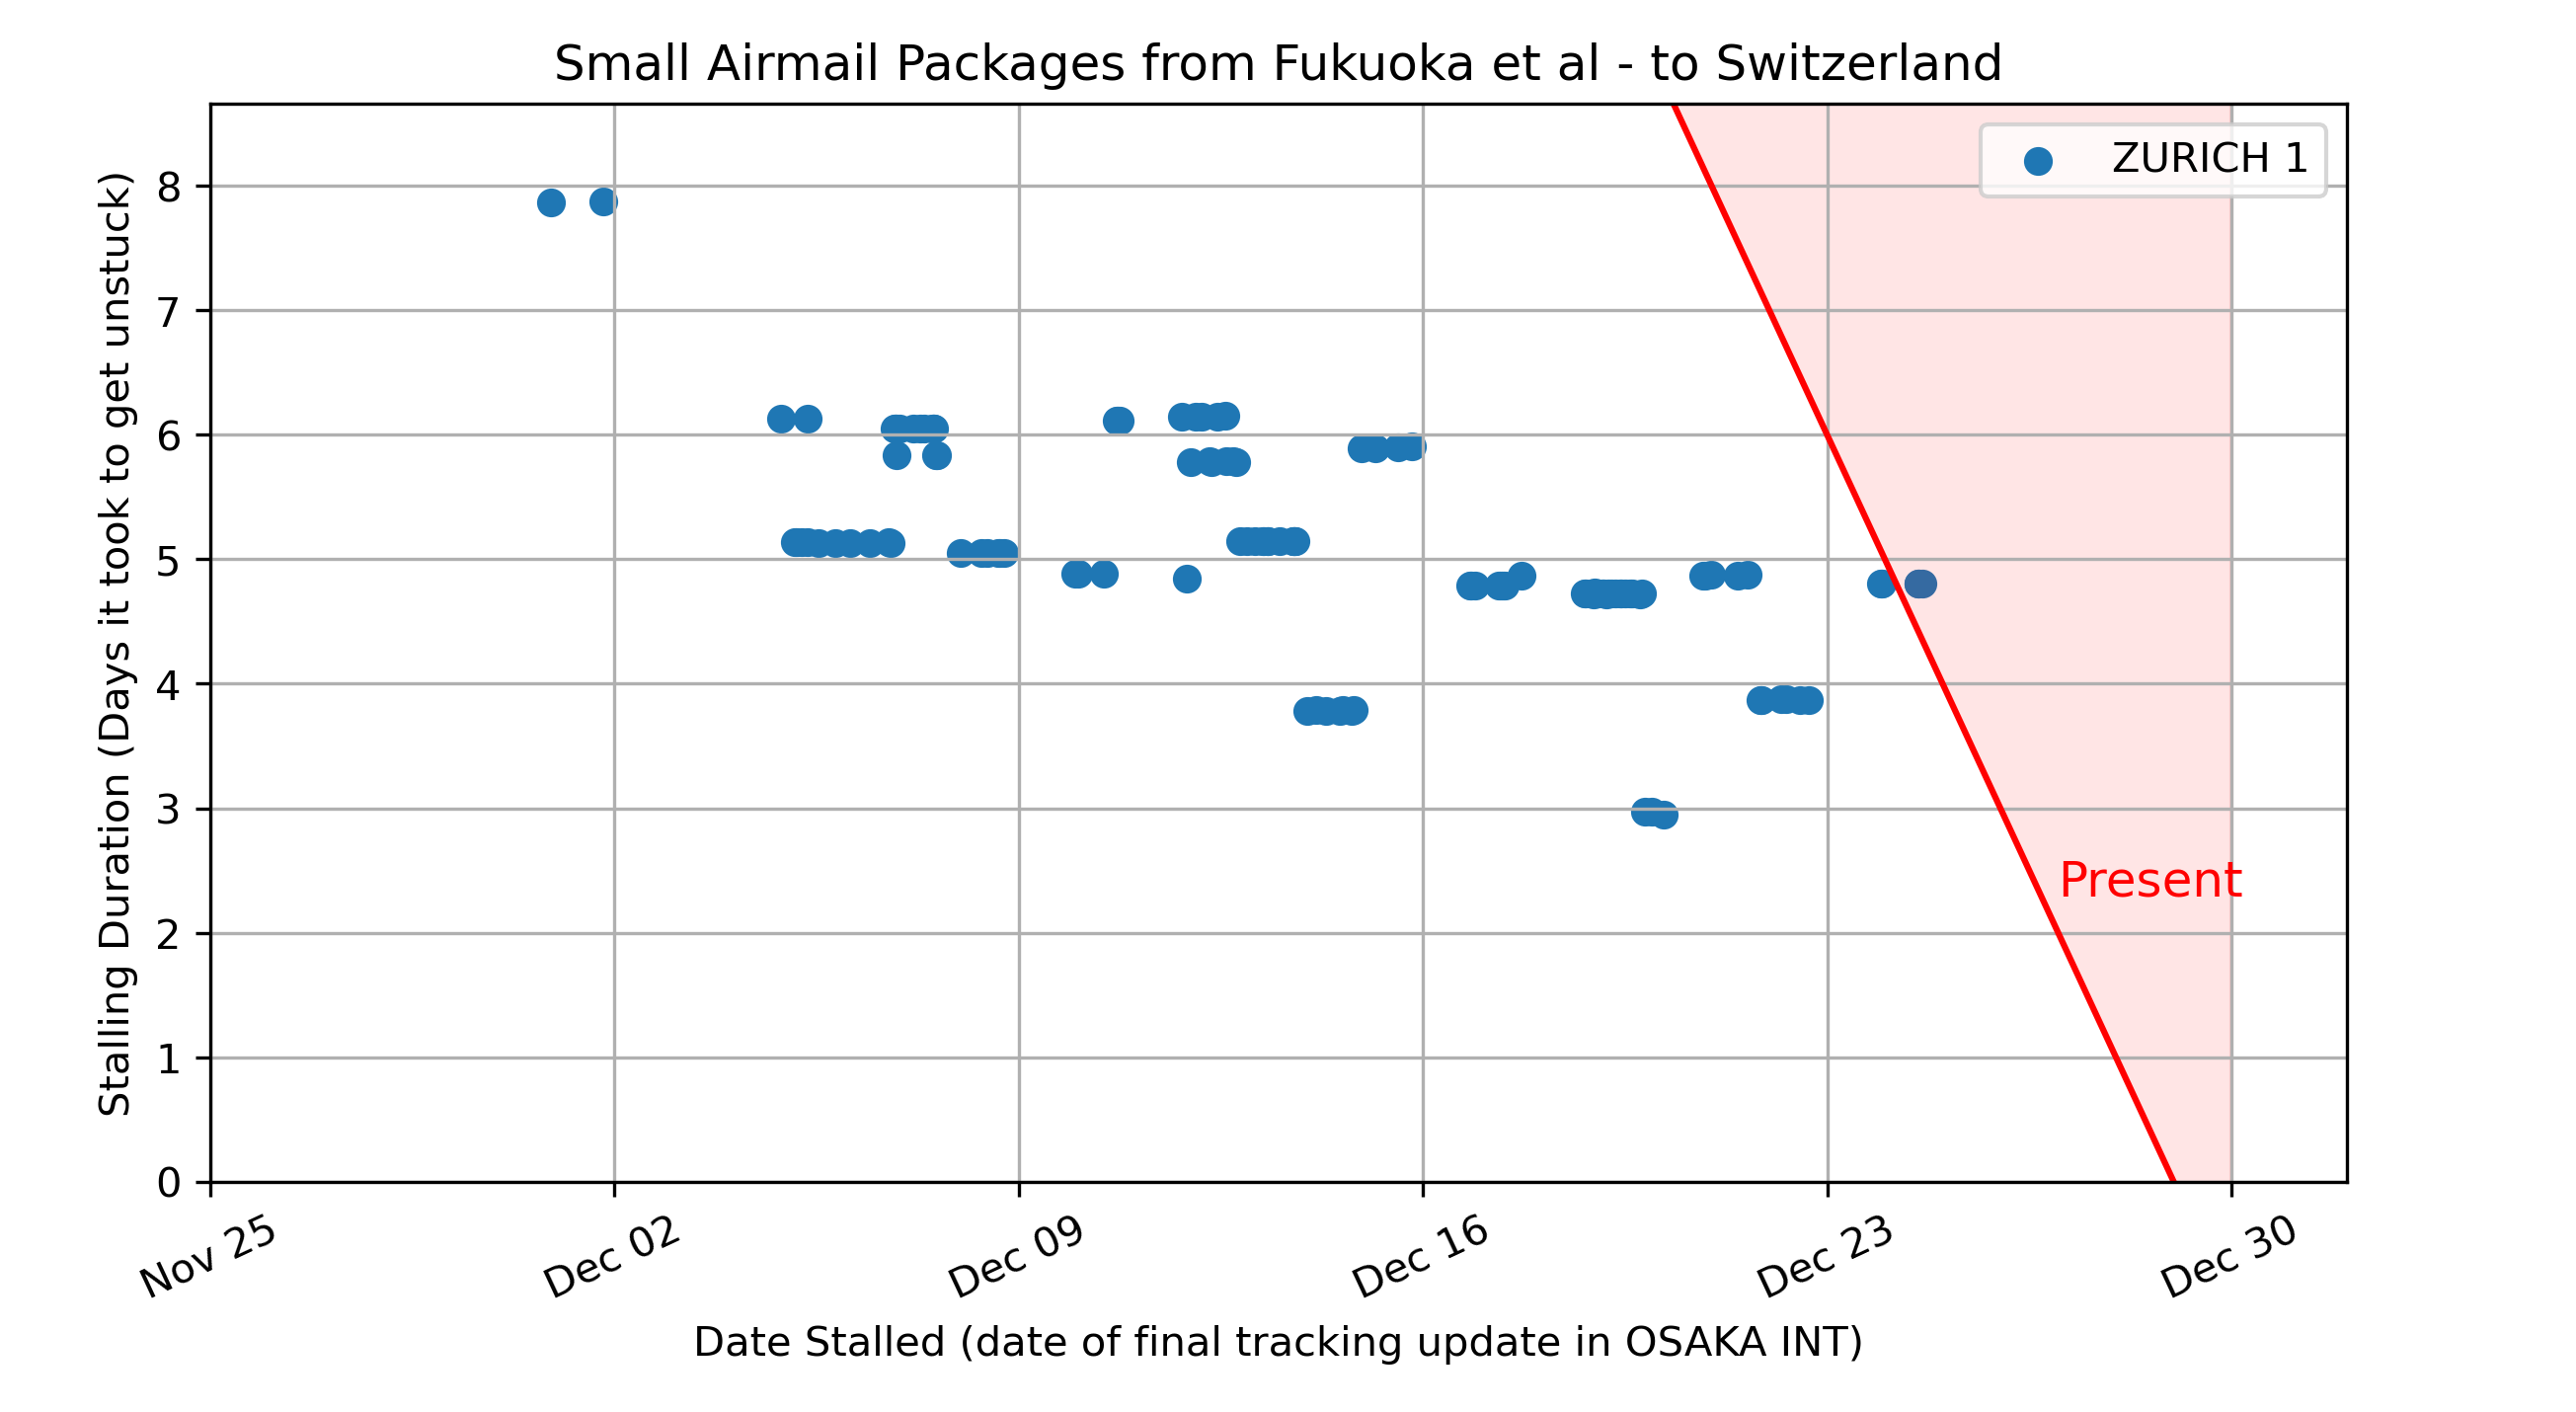 Small Airmail Packages from Fukuoka et al - to Switzerland
ZURICH 1
Stalling Duration (Days it took to get unstuck)
8
7
6
5
4
3
2
1
0
Present
Nov 25
Dec 02
Dec 09
Dec 16
Dec 23
Dec 30
Date Stalled (date of final tracking update in OSAKA INT)